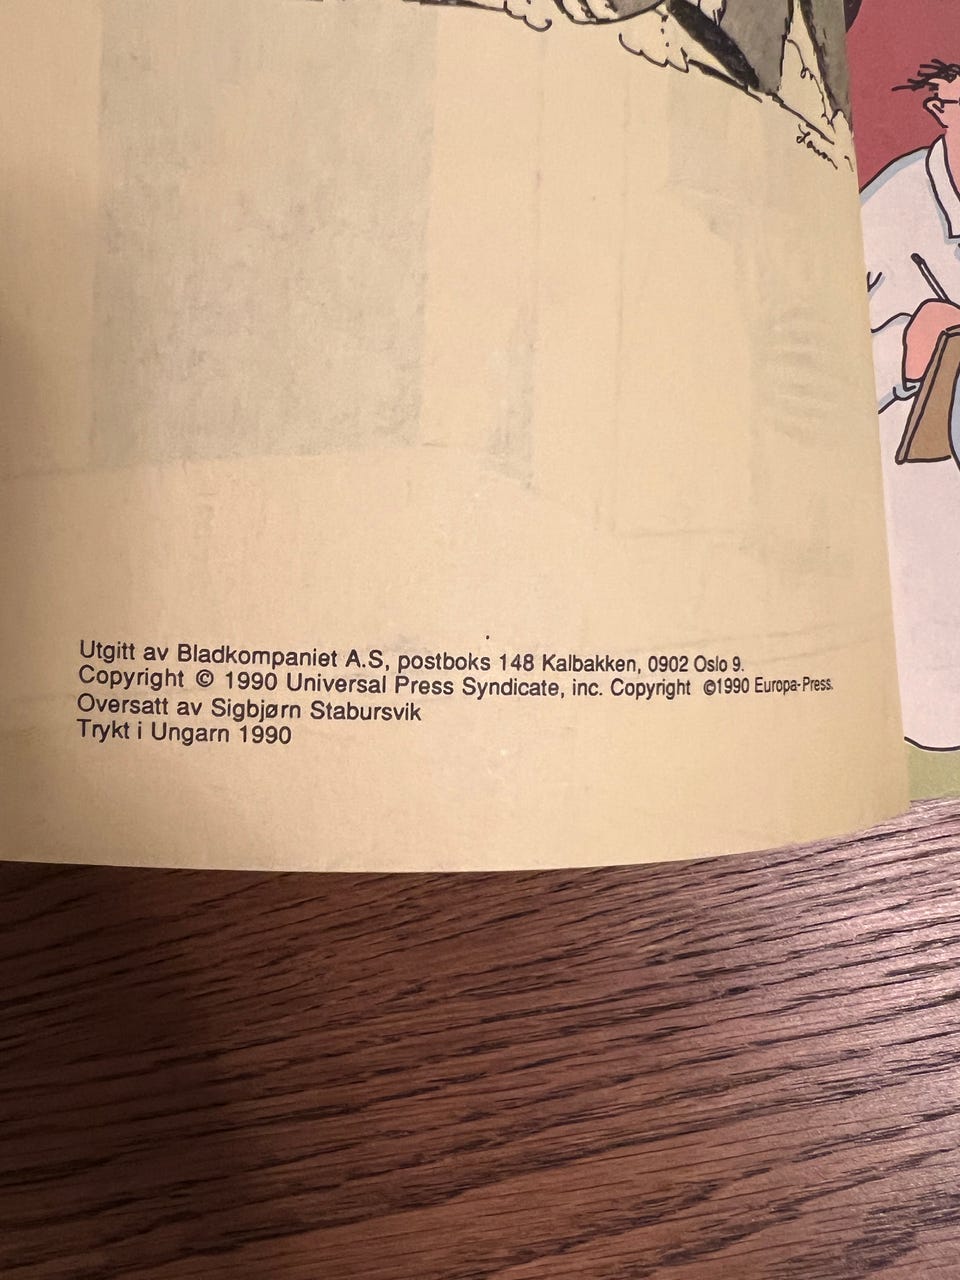 Utgitt av Bladkompaniet A.S, postboks 148 Kalbakken, 0902 Oslo 9.
Copyright © 1990 Universal Press Syndicate, inc. Copyright ©1990 Europa-Press.
Oversatt av Sigbjørn Stabursvik
Trykt i Ungarn 1990